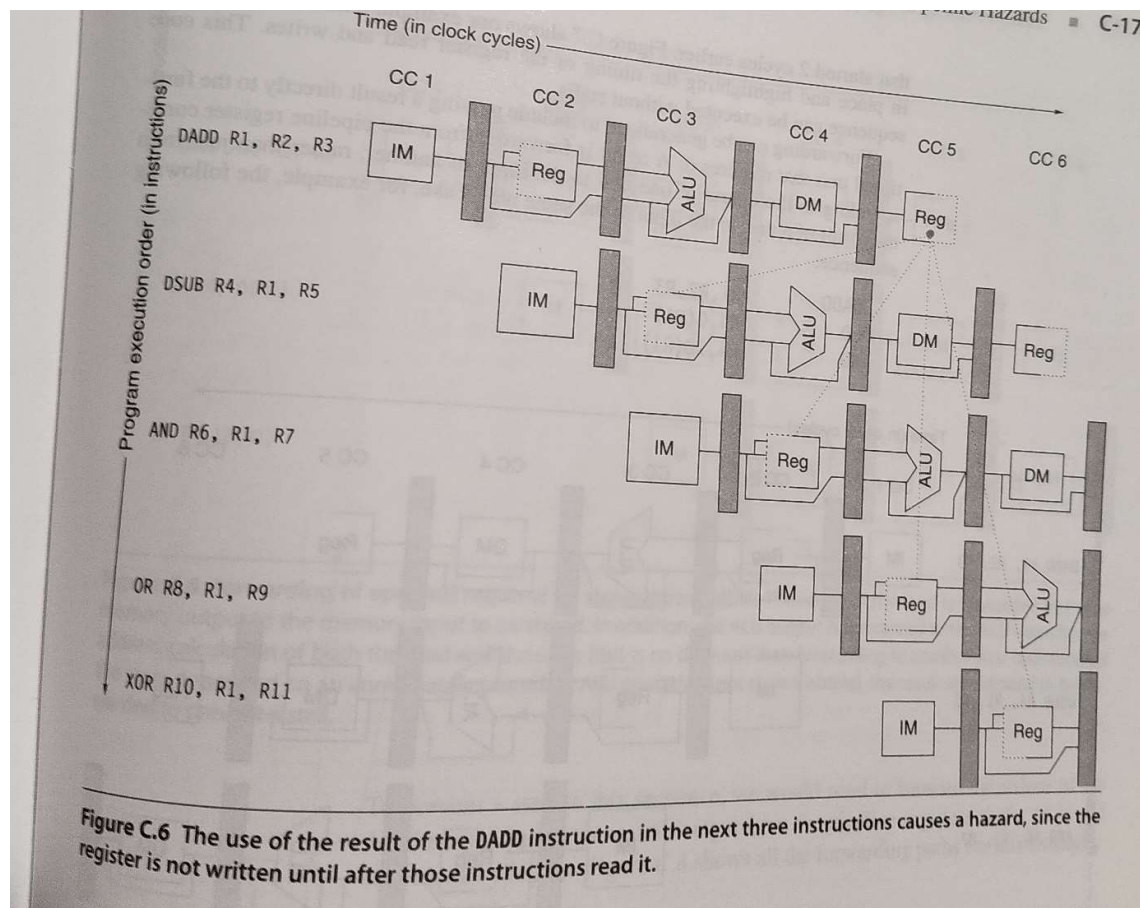 Hazards ■ C-17
Time (in clock cycles)
CC 1
CC 2
CC 3
CC 4
CC 5
CC 6
Program execution order (in instructions)
DADD R1, R2, R3
IM
Reg
ALU
DM
Reg
DSUB R4, R1, R5
IM
Reg
ALU
DM
Reg
AND R6, R1, R7
IM
Reg
ALU
DM
OR R8, R1, R9
IM
Reg
ALU
XOR R10, R1, R11
IM
Reg
Figure C.6 The use of the result of the DADD instruction in the next three instructions causes a hazard, since the
register is not written until after those instructions read it.